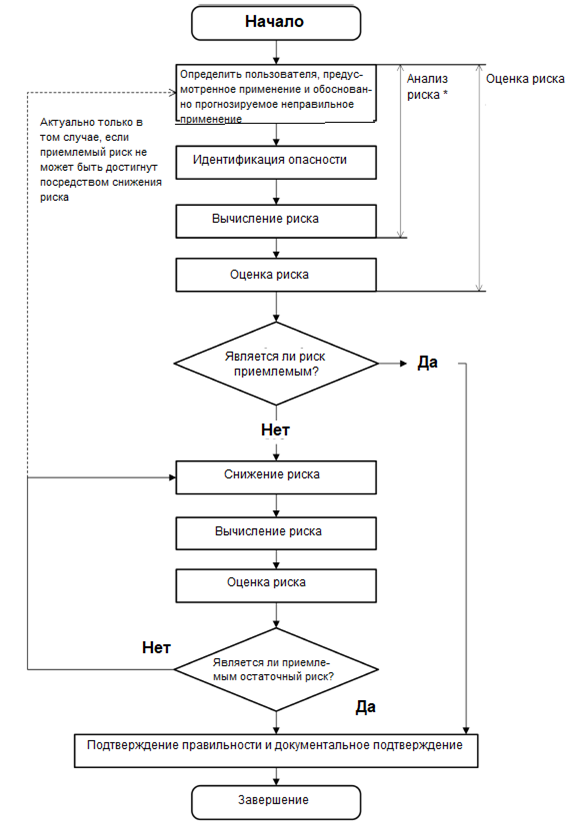 Начало
Определить пользователя, предус-
мотренное применение и обоснован-
но прогнозируемое неправильное
применение
Анализ
риска *
Оценка риска
Актуально только в
том случае, если
приемлемый риск не
может быть достигнут
посредством снижения
риска
Идентификация опасности
Вычисление риска
Оценка риска
Является ли риск
приемлемым?
Да
Нет
Снижение риска
Вычисление риска
Оценка риска
Нет
Является ли приемле-
мым остаточный риск?
Да
Подтверждение правильности и документальное подтверждение
Завершение